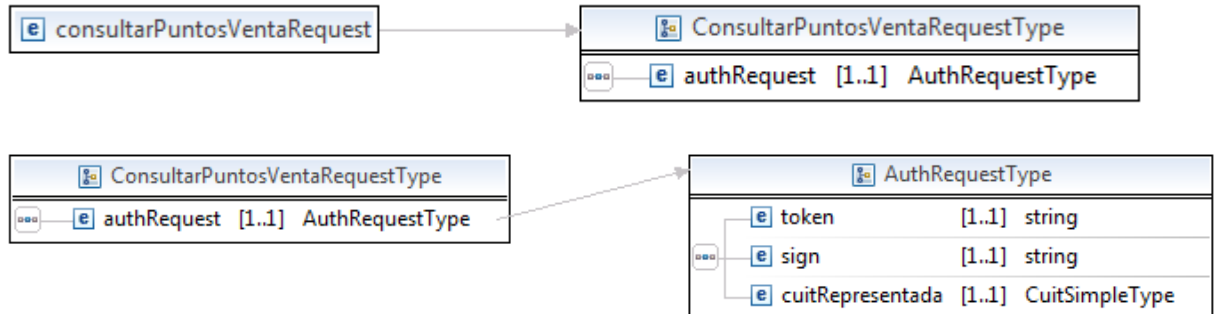 consultarPuntosVentaRequest
ConsultarPuntosVentaRequestType
authRequest [1..1] AuthRequestType
ConsultarPuntosVentaRequestType
authRequest [1..1] AuthRequestType
AuthRequestType
token [1..1] string
sign [1..1] string
cuitRepresentada [1..1] CuitSimpleType